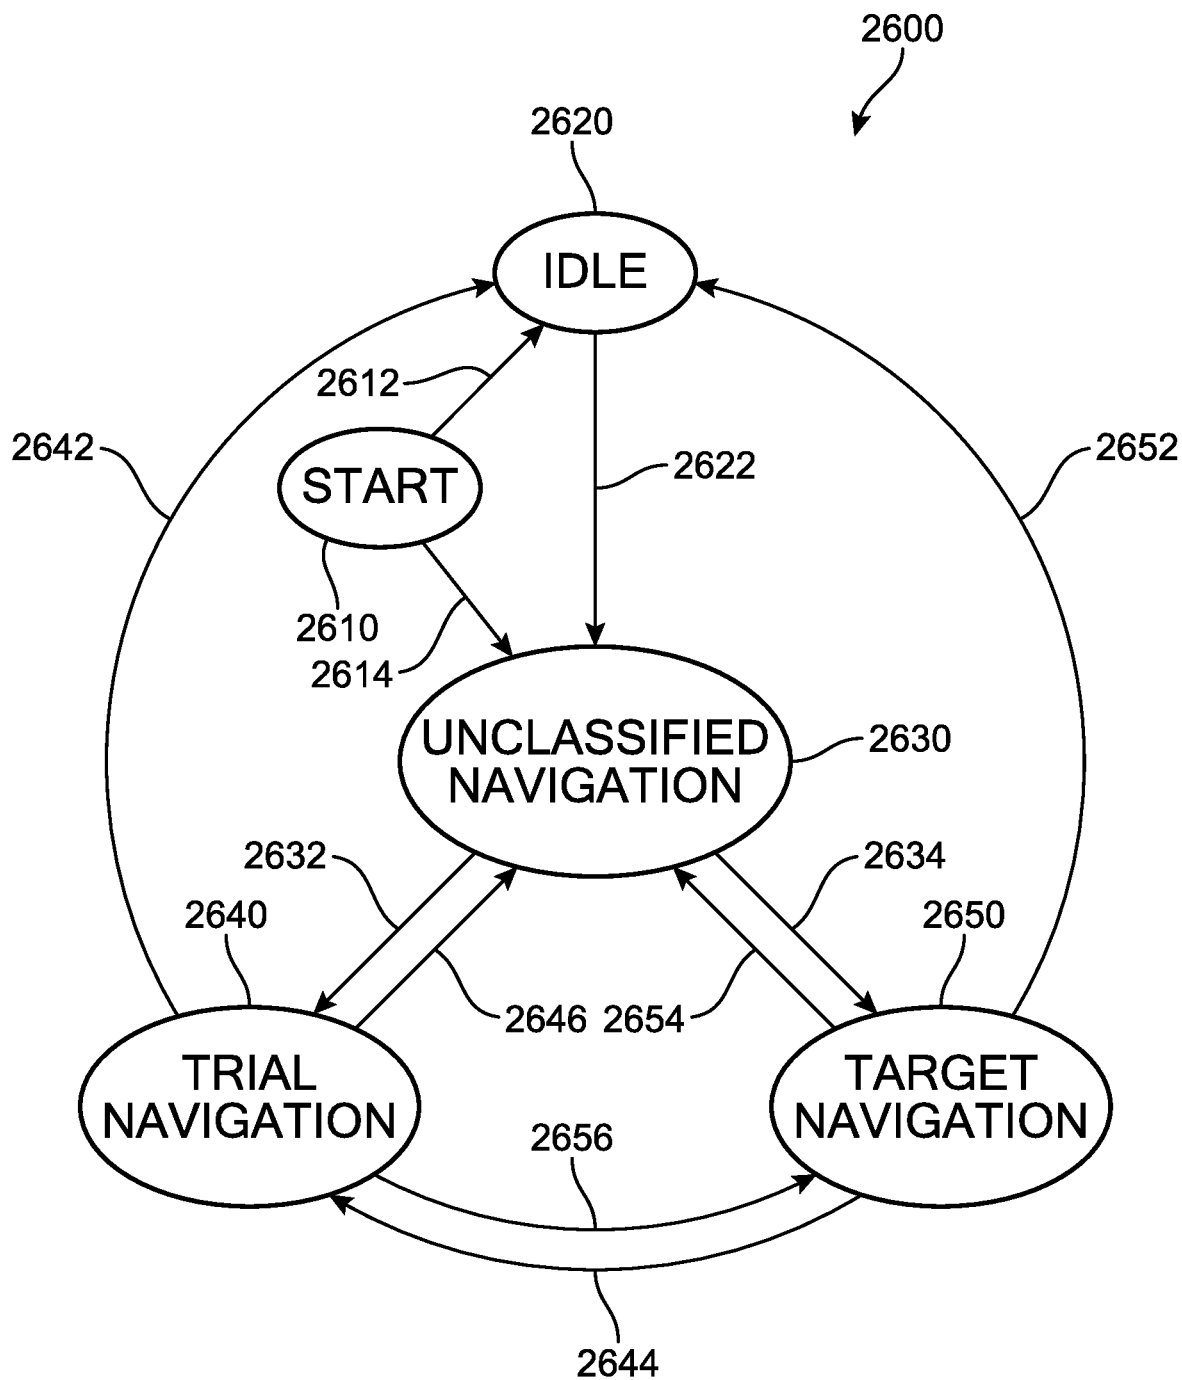 2600
2620
IDLE
2612
2642
START
2622
2652
2610
2614
UNCLASSIFIED
NAVIGATION
2630
2632
2634
2640
2650
2646
2654
TRIAL
NAVIGATION
TARGET
NAVIGATION
2656
2644